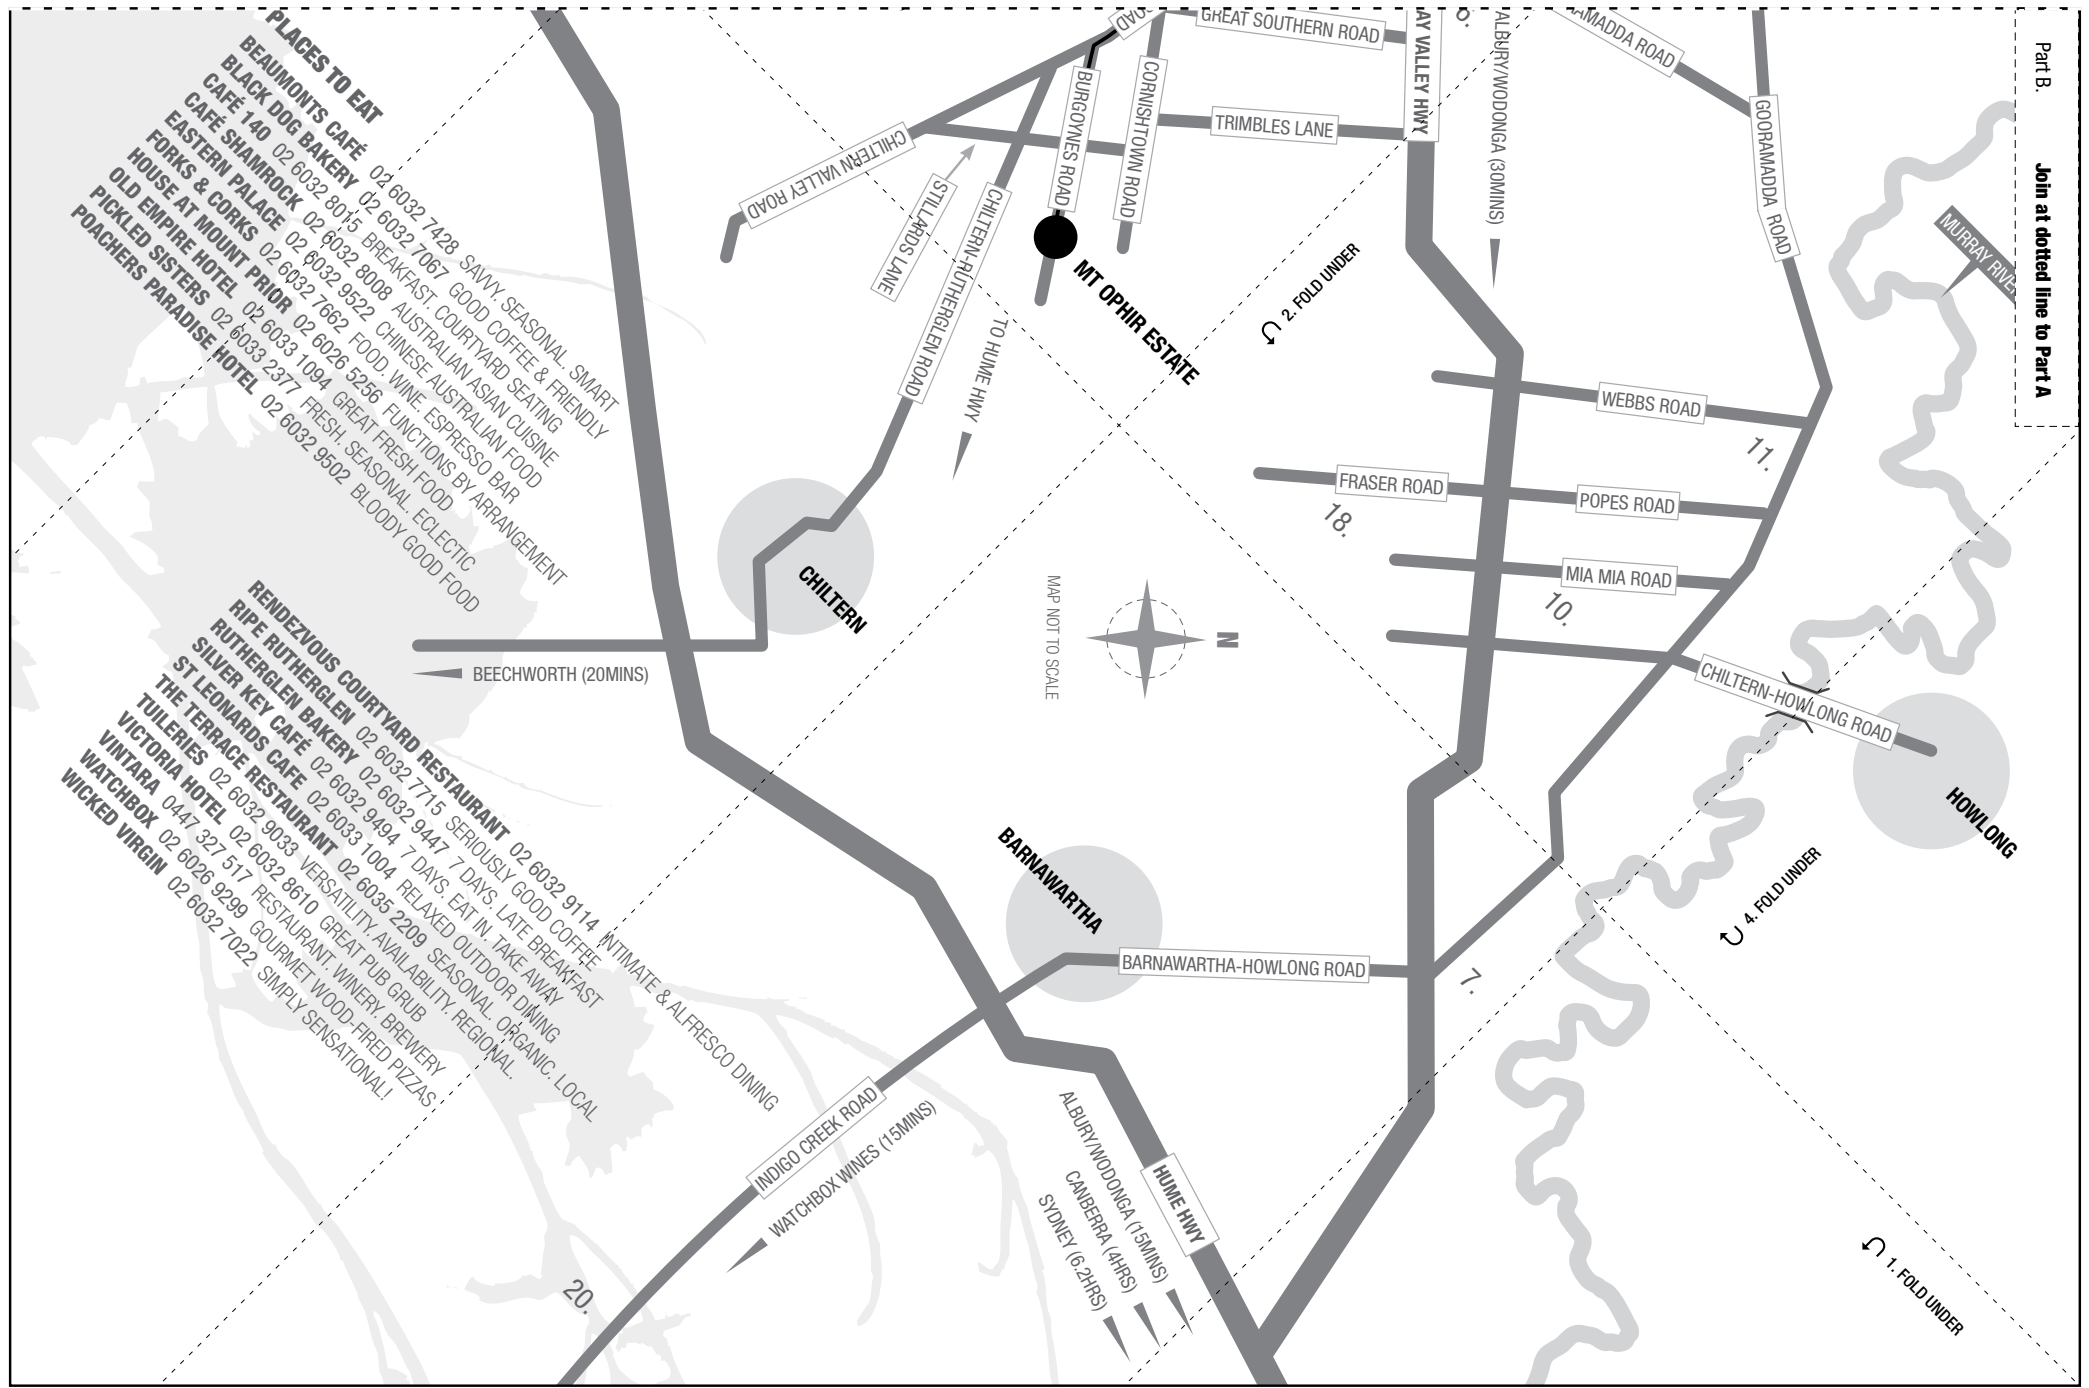 PLACES TO EAT
BEAUMONTS CAFÉ 02 6032 7428 SAVVY. SEASONAL. SMART
BLACK DOG BAKERY 02 6032 7067 GOOD COFFEE & FRIENDLY
CAFÉ 140 02 6032 8015 BREAKFAST. COURTYARD SEATING
CAFÉ SHAMROCK 02 6032 8008 AUSTRALIAN ASIAN CUISINE
EASTERN PALACE 02 6032 9522 CHINESE AUSTRALIAN FOOD
FORKS & CORKS 02 6032 7662 FOOD. WINE. ESPRESSO BAR
HOUSE AT MOUNT PRIOR 02 6026 5256 FUNCTIONS BY ARRANGEMENT
OLD EMPIRE HOTEL 02 6033 1094 GREAT FRESH FOOD
PICKLED SISTERS 02 6033 2377 FRESH. SEASONAL. ECLECTIC
POACHERS PARADISE HOTEL 02 6032 9502 BLOODY GOOD FOOD
RENDEZVOUS COURTYARD RESTAURANT 02 6032 9114 INTIMATE & ALFRESCO DINING
RIPE RUTHERGLEN 02 6032 7715 SERIOUSLY GOOD COFFEE
RUTHERGLEN BAKERY 02 6032 9447 7 DAYS. LATE BREAKFAST
SILVER KEY CAFÉ 02 6032 9494 7 DAYS. EAT IN. TAKE AWAY
ST LEONARDS CAFE 02 6033 1004 RELAXED OUTDOOR DINING
THE TERRACE RESTAURANT 02 6035 2209 SEASONAL. ORGANIC. LOCAL
TUILERIES 02 6032 9033 VERSATILITY. AVAILABILITY. REGIONAL.
VICTORIA HOTEL 02 6032 8610 GREAT PUB GRUB
VINTARA 0447 327 517 RESTAURANT. WINERY. BREWERY
WATCHBOX 02 6026 9299 GOURMET WOOD-FIRED PIZZAS
WICKED VIRGIN 02 6032 7022 SIMPLY SENSATIONAL!
GREAT SOUTHERN ROAD
VALLEY HWY
ALBURY/WODONGA (30MINS)
ROAD
GOORAMADDA ROAD
Part B. Join at dotted line to Part A
MURRAY RIVER
CHILTERN VALLEY ROAD
BURGOYNES ROAD
CORNISHTOWN ROAD
TRIMBLES LANE
STILLARDS LANE
CHILTERN-RUTHERGLEN ROAD
MT OPHIR ESTATE
TO HUME HWY
2. FOLD UNDER
WEBBS ROAD
11.
FRASER ROAD
POPES ROAD
18.
MIA MIA ROAD
10.
CHILTERN
MAP NOT TO SCALE
N
BEECHWORTH (20MINS)
CHILTERN-HOWLONG ROAD
HOWLONG
BARNAWARTHA
4. FOLD UNDER
BARNAWARTHA-HOWLONG ROAD
7.
INDIGO CREEK ROAD
WATCHBOX WINES (15MINS)
HUME HWY
ALBURY/WODONGA (15MINS)
CANBERRA (4HRS)
SYDNEY (6.2HRS)
20.
1. FOLD UNDER